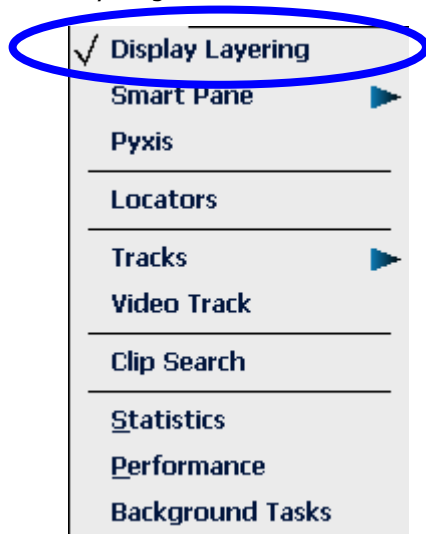 Display Layering
Smart Pane
Pyxis
Locators
Tracks
Video Track
Clip Search
Statistics
Performance
Background Tasks